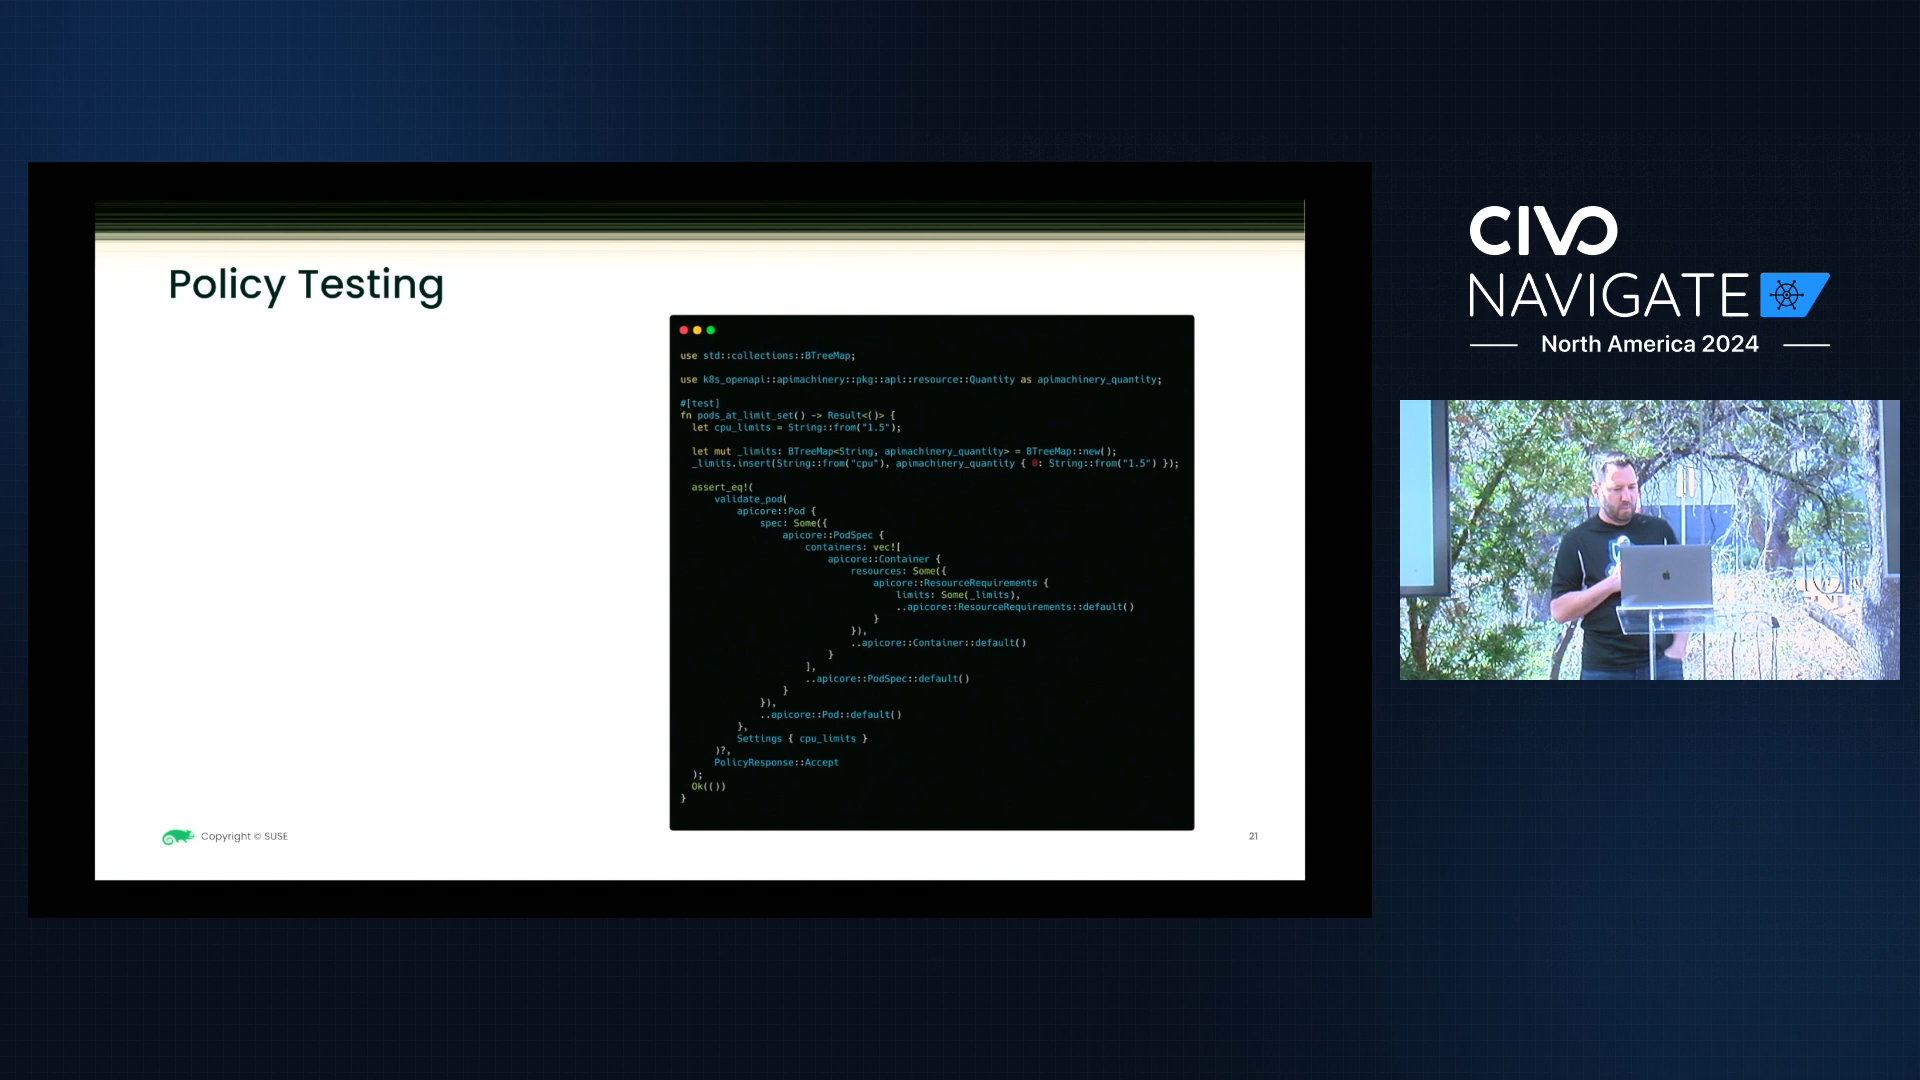 Policy Testing
use std::collections::BTreeMap;
use k8s_openapi::apimachinery::pkg::api::resource::Quantity as apimachinery_quantity;
#[test]
fn pods_at_limit_set() -> Result<()> {
  let cpu_limits = String::from("1.5");
  let mut _limits: BTreeMap<String, apimachinery_quantity> = BTreeMap::new();
  _limits.insert(String::from("cpu"), apimachinery_quantity { 0: String::from("1.5") });
  assert_eq!(
      validate_pod(
          apicore::Pod {
              spec: Some({
                  apicore::PodSpec {
                      containers: vec![
                          apicore::Container {
                              resources: Some({
                                  apicore::ResourceRequirements {
                                      limits: Some(_limits),
                                      ..apicore::ResourceRequirements::default()
                                  }
                              }),
                              ..apicore::Container::default()
                          }
                      ],
                      ..apicore::PodSpec::default()
                  }
              }),
              ..apicore::Pod::default()
          },
          Settings { cpu_limits }
      )?,
      PolicyResponse::Accept
  );
  Ok(())
}
Copyright © SUSE
21
CIVO
NAVIGATE
North America 2024